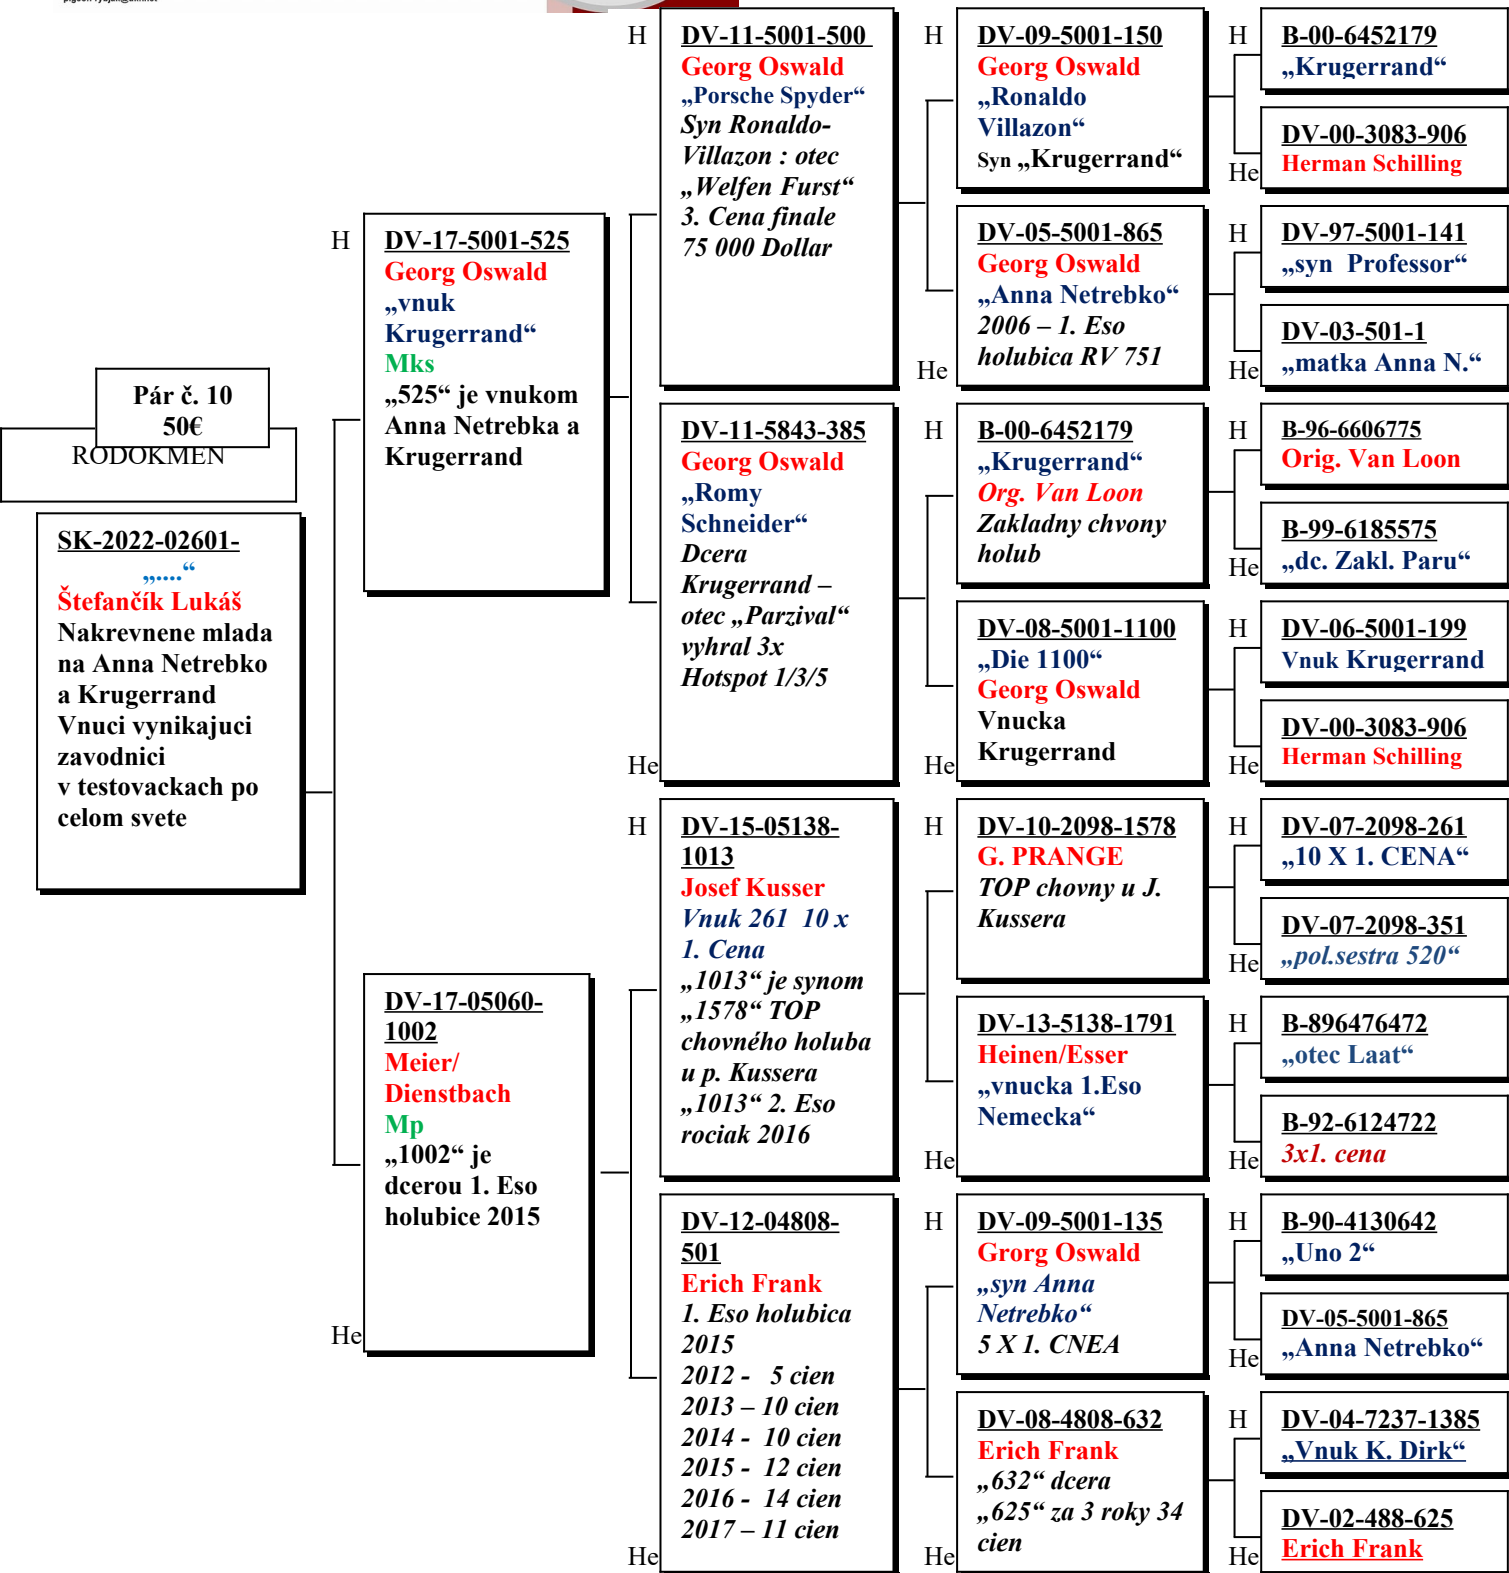 Pár č. 10
50€
RODOKMEN
SK-2022-02601-
„....“
Štefančík Lukáš
Nakrevnene mlada
na Anna Netrebko
a Krugerrand
Vnuci vynikajuci
zavodnici
v testovackach po
celom svete
H
DV-17-5001-525
Georg Oswald
„vnuk
Krugerrand“
Mks
„525“ je vnukom
Anna Netrebka a
Krugerrand
He
DV-17-05060-
1002
Meier/
Dienstbach
Mp
„1002“ je
dcerou 1. Eso
holubice 2015
H
DV-11-5001-500
Georg Oswald
„Porsche Spyder“
Syn Ronaldo-
Villazon : otec
„Welfen Furst“
3. Cena finale
75 000 Dollar
He
DV-11-5843-385
Georg Oswald
„Romy
Schneider“
Dcera
Krugerrand –
otec „Parzival“
vyhral 3x
Hotspot 1/3/5
H
DV-15-05138-
1013
Josef Kusser
Vnuk 261 10 x
1. Cena
„1013“ je synom
„1578“ TOP
chovného holuba
u p. Kussera
„1013“ 2. Eso
rociak 2016
He
DV-12-04808-
501
Erich Frank
1. Eso holubica
2015
2012 - 5 cien
2013 – 10 cien
2014 - 10 cien
2015 - 12 cien
2016 - 14 cien
2017 – 11 cien
H
DV-09-5001-150
Georg Oswald
„Ronaldo
Villazon“
Syn „Krugerrand“
He
DV-05-5001-865
Georg Oswald
„Anna Netrebko“
2006 – 1. Eso
holubica RV 751
H
B-00-6452179
„Krugerrand“
Org. Van Loon
Zakladny chvony
holub
He
DV-08-5001-1100
„Die 1100“
Georg Oswald
Vnucka
Krugerrand
H
DV-10-2098-1578
G. PRANGE
TOP chovny u J.
Kussera
He
DV-13-5138-1791
Heinen/Esser
„vnucka 1.Eso
Nemecka“
H
DV-09-5001-135
Grorg Oswald
„syn Anna
Netrebko“
5 X 1. CNEA
He
DV-08-4808-632
Erich Frank
„632“ dcera
„625“ za 3 roky 34
cien
H
B-00-6452179
„Krugerrand“
He
DV-00-3083-906
Herman Schilling
H
DV-97-5001-141
„syn Professor“
He
DV-03-501-1
„matka Anna N.“
H
B-96-6606775
Orig. Van Loon
He
B-99-6185575
„dc. Zakl. Paru“
H
DV-06-5001-199
Vnuk Krugerrand
He
DV-00-3083-906
Herman Schilling
H
DV-07-2098-261
„10 X 1. CENA“
He
DV-07-2098-351
„pol.sestra 520“
H
B-896476472
„otec Laat“
He
B-92-6124722
3x1. cena
H
B-90-4130642
„Uno 2“
He
DV-05-5001-865
„Anna Netrebko“
H
DV-04-7237-1385
„Vnuk K. Dirk“
He
DV-02-488-625
Erich Frank